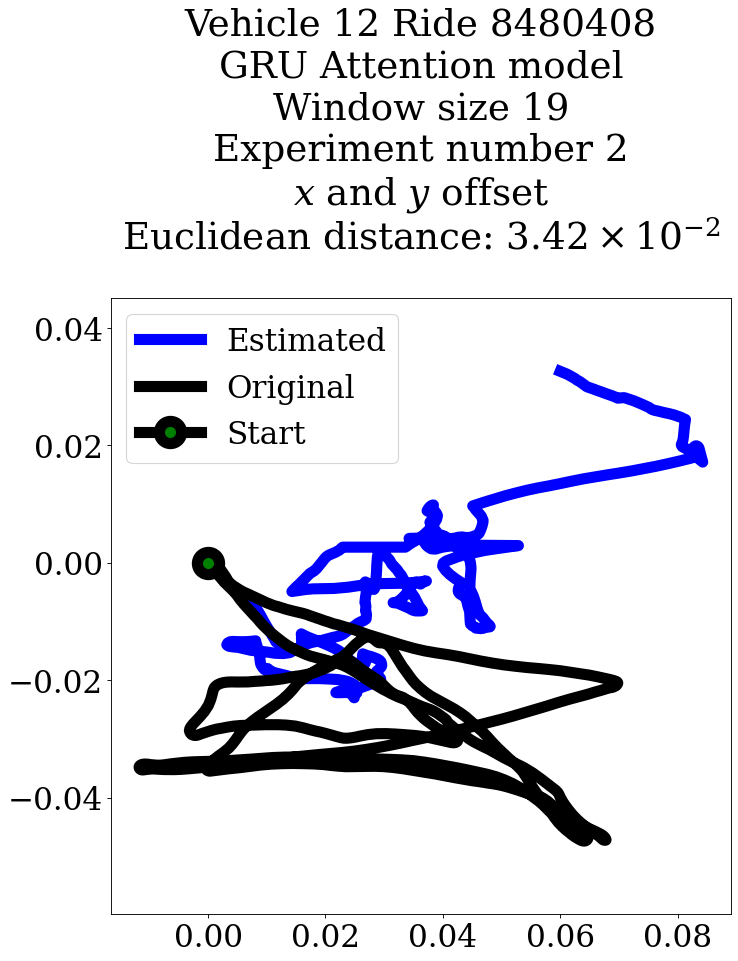 Vehicle 12 Ride 8480408
GRU Attention model
Window size 19
Experiment number 2
x and y offset
Euclidean distance: 3.42 × 10⁻²
Estimated
Original
Start
0.04
0.02
0.00
−0.02
−0.04
0.00 0.02 0.04 0.06 0.08